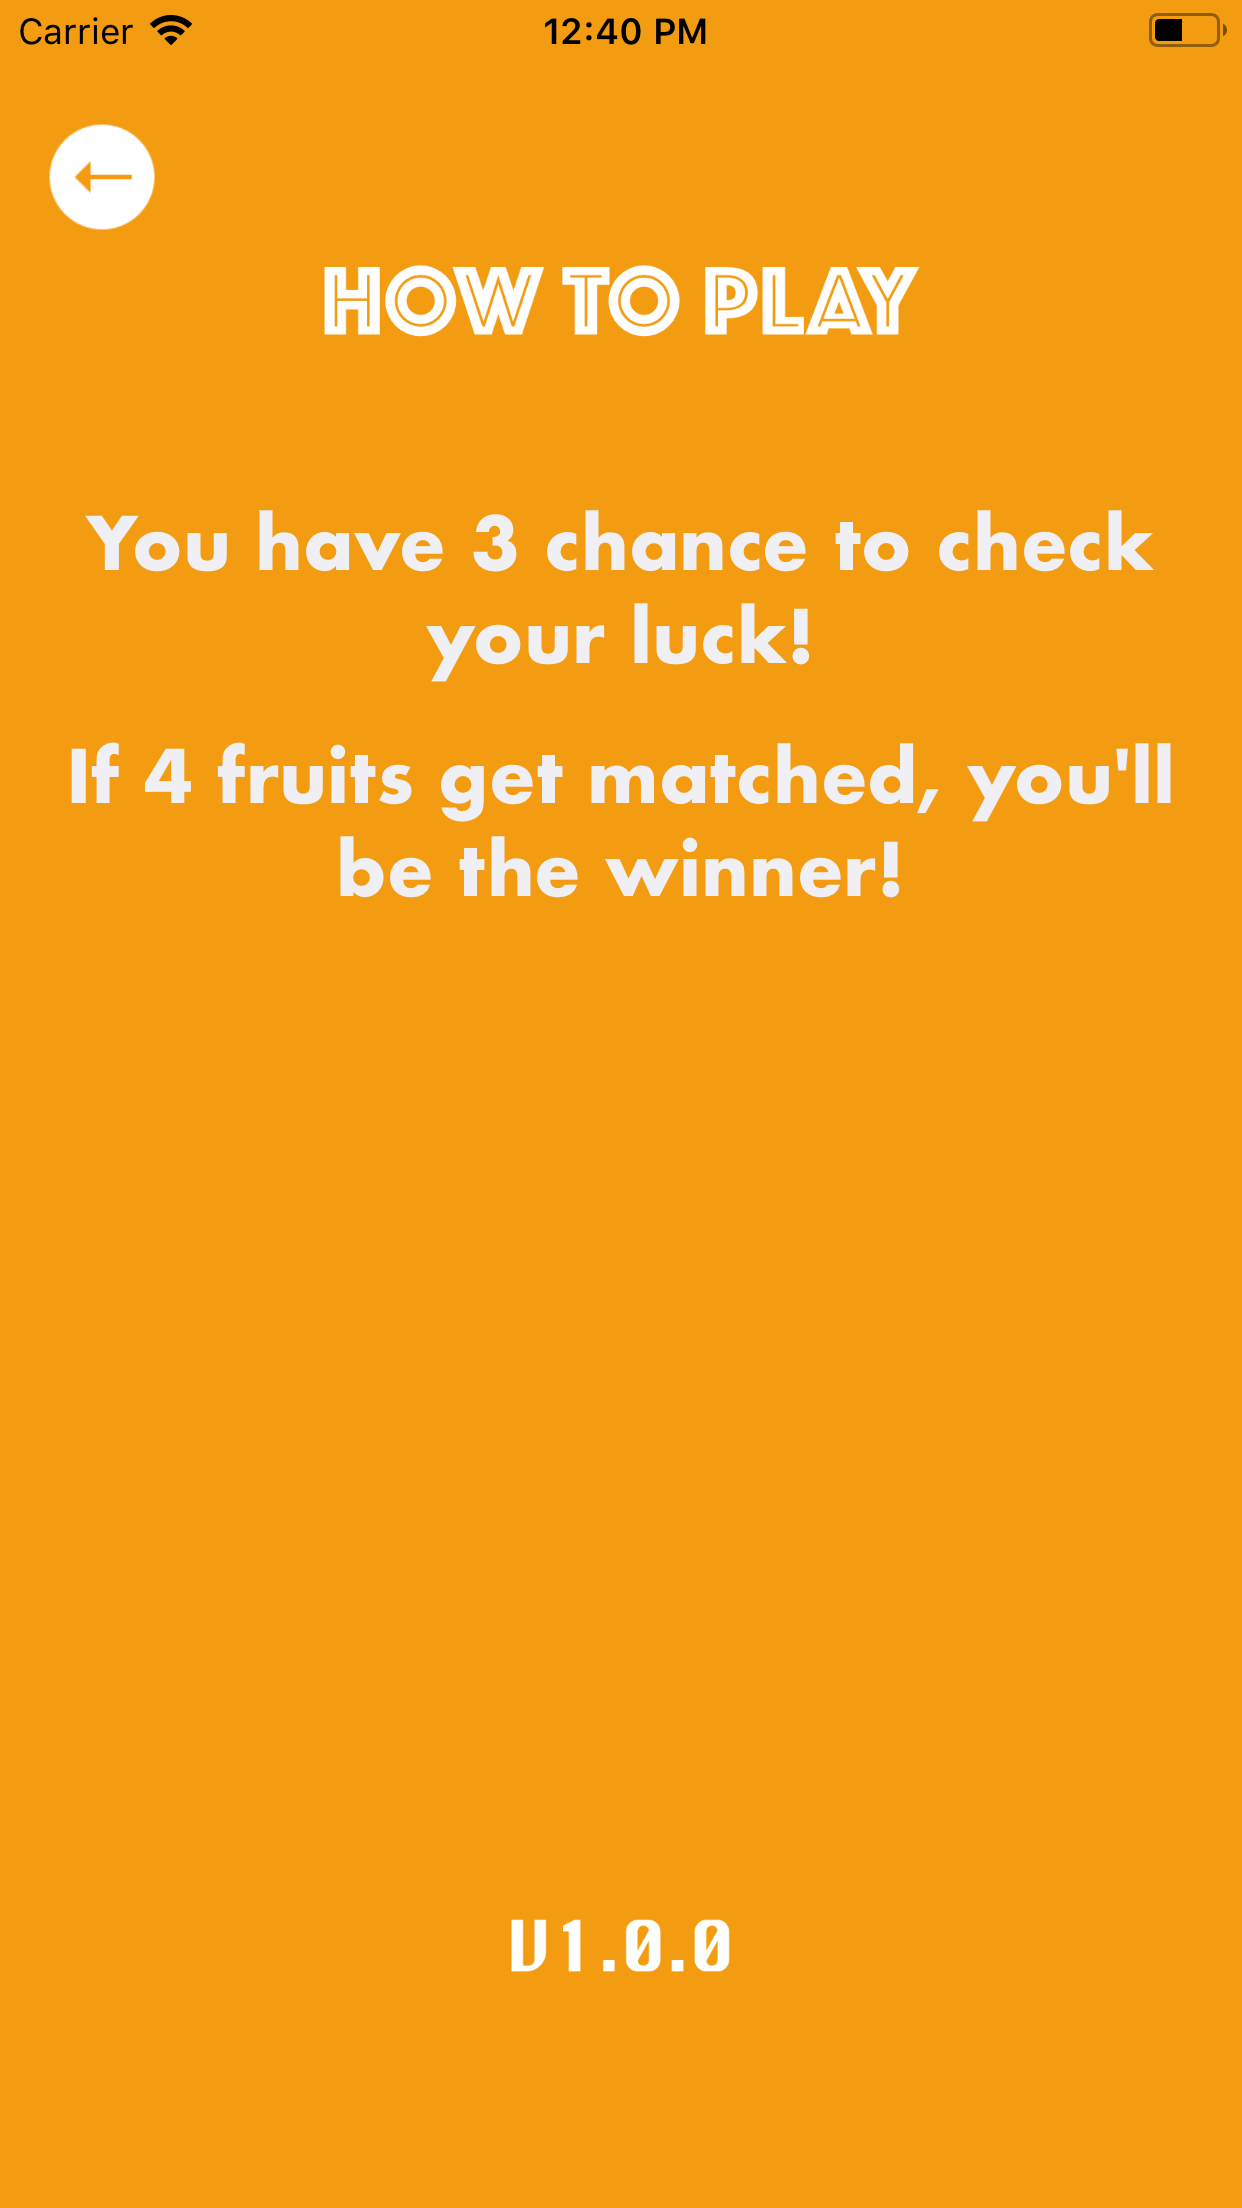 Carrier 12:40 PM
HOW TO PLAY
You have 3 chance to check
your luck!
If 4 fruits get matched, you'll
be the winner!
V1.0.0